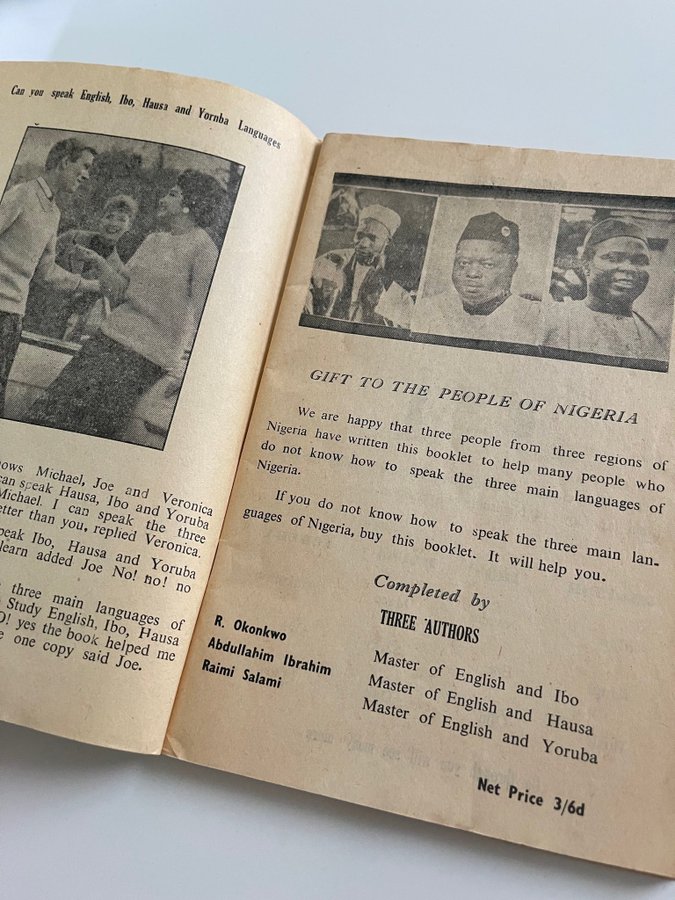 Can you speak English, Ibo, Hausa and Yornba Languages
ows Michael, Joe and Veronica
can speak Hausa, Ibo and Yoruba
Michael. I can speak the three
etter than you, replied Veronica.
peak Ibo, Hausa and Yoruba
learn added Joe No! no! no
three main languages of
Study English, Ibo, Hausa
O! yes the book helped me
one copy said Joe.
GIFT TO THE PEOPLE OF NIGERIA
We are happy that three people from three regions of
Nigeria have written this booklet to help many people who
do not know how to speak the three main languages of
Nigeria.
If you do not know how to speak the three main lan.
guages of Nigeria, buy this booklet. It will help you.
Completed by
THREE AUTHORS
R. Okonkwo
Abdullahim Ibrahim
Raimi Salami
Master of English and Ibo
Master of English and Hausa
Master of English and Yoruba
Net Price 3/6d